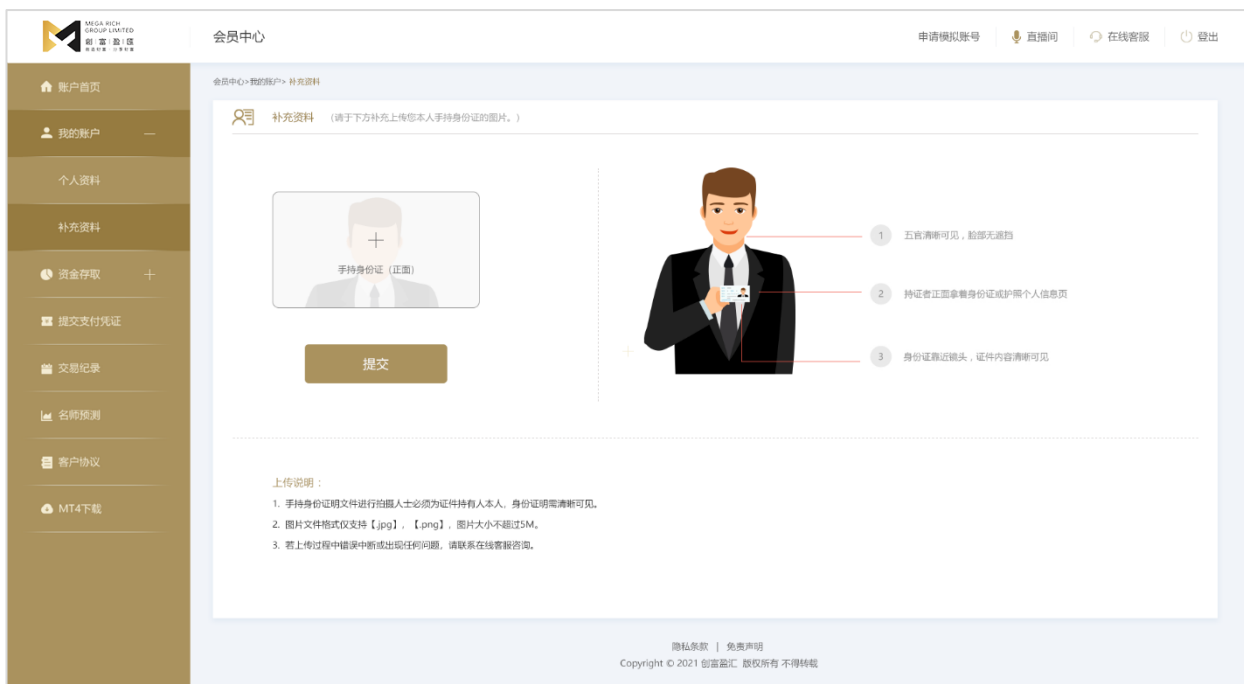 MEGA RICH
GROUP LIMITED
创|富|盈|汇
会员中心
申请模拟账号
直播间
在线客服
登出
账户首页
我的账户
个人资料
补充资料
资金存取
提交支付凭证
交易纪录
名师预测
客户协议
MT4下载
会员中心>我的账户> 补充资料
补充资料 （请于下方补充上传您本人手持身份证的图片。）
手持身份证（正面）
提交
1 五官清晰可见，脸部无遮挡
2 持证者正面拿着身份证或护照个人信息页
3 身份证靠近镜头，证件内容清晰可见
上传说明：
1. 手持身份证明文件进行拍摄人士必须为证件持有人本人，身份证明需清晰可见。
2. 图片文件格式仅支持【.jpg】，【.png】，图片大小不超过5M。
3. 若上传过程中错误中断或出现任何问题，请联系在线客服咨询。
隐私条款 | 免责声明
Copyright © 2021 创富盈汇 版权所有 不得转载